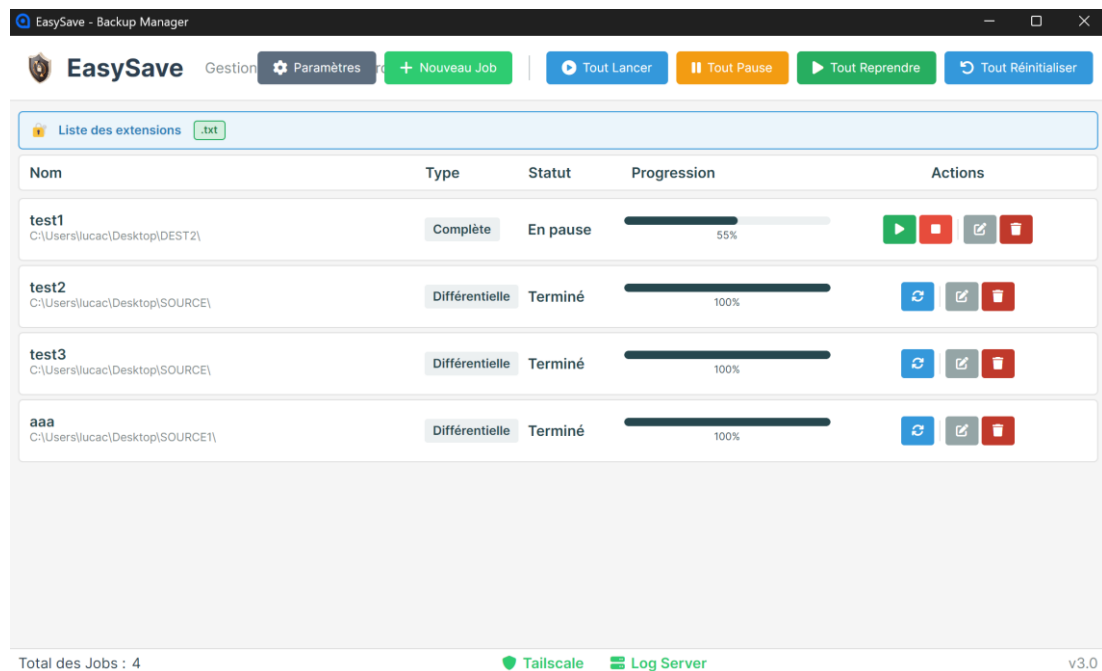 EasySave - Backup Manager
EasySave Gestion Paramètres Nouveau Job Tout Lancer Tout Pause Tout Reprendre Tout Réinitialiser
Liste des extensions .txt
Nom Type Statut Progression Actions
test1
C:\Users\lucac\Desktop\DEST2\
Complète En pause 55%
test2
C:\Users\lucac\Desktop\SOURCE\
Différentielle Terminé 100%
test3
C:\Users\lucac\Desktop\SOURCE\
Différentielle Terminé 100%
aaa
C:\Users\lucac\Desktop\SOURCE1\
Différentielle Terminé 100%
Total des Jobs : 4 Tailscale Log Server v3.0